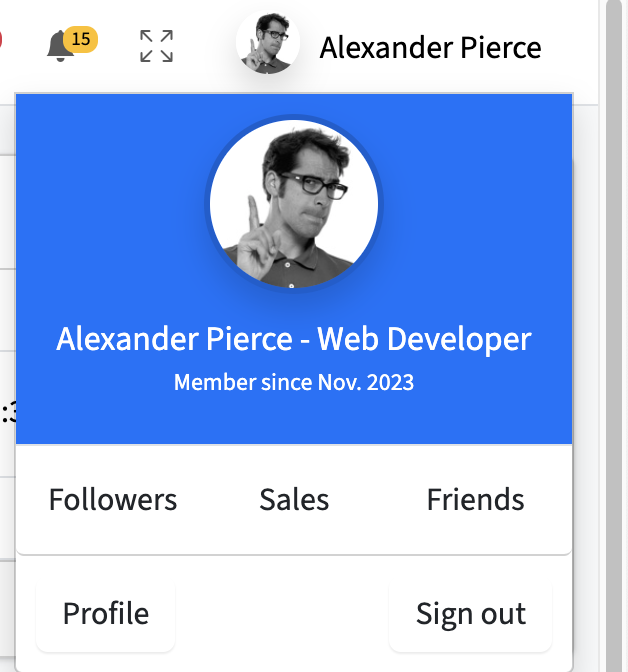 15
Alexander Pierce
Alexander Pierce - Web Developer
Member since Nov. 2023
Followers Sales Friends
Profile Sign out